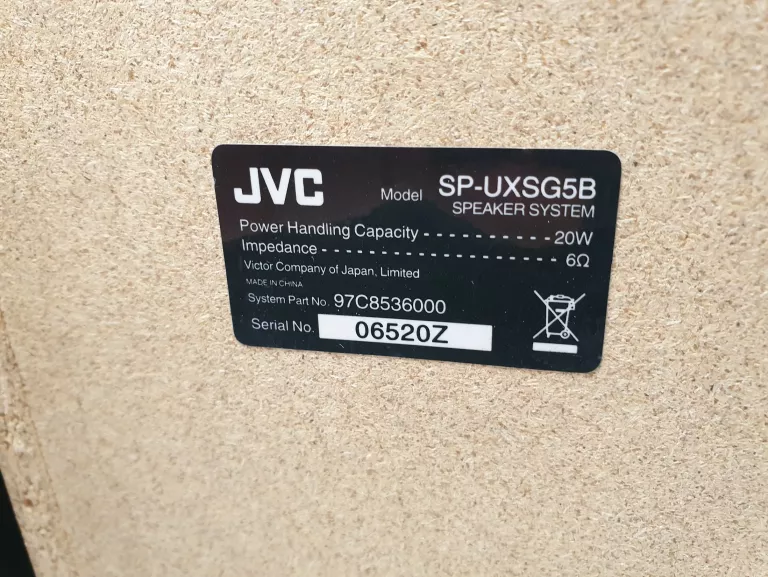 JVC Model SP-UXSG5B
SPEAKER SYSTEM
Power Handling Capacity - - - - - - - - - - - 20W
Impedance - - - - - - - - - - - - - - - - - - - - 6Ω
Victor Company of Japan, Limited
MADE IN CHINA
System Part No. 97C8536000
Serial No. 06520Z